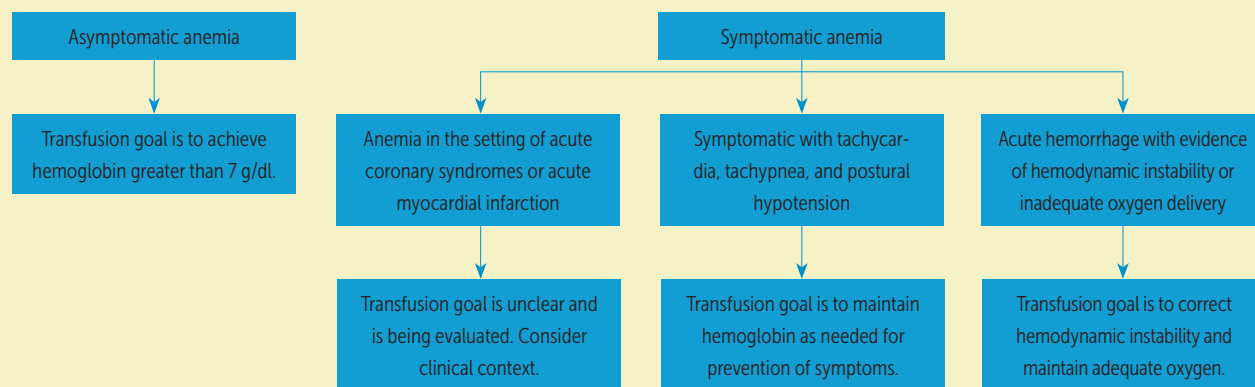 Asymptomatic anemia
Transfusion goal is to achieve
hemoglobin greater than 7 g/dl.
Symptomatic anemia
Anemia in the setting of acute
coronary syndromes or acute
myocardial infarction
Transfusion goal is unclear and
is being evaluated. Consider
clinical context.
Symptomatic with tachycar-
dia, tachypnea, and postural
hypotension
Transfusion goal is to maintain
hemoglobin as needed for
prevention of symptoms.
Acute hemorrhage with evidence
of hemodynamic instability or
inadequate oxygen delivery
Transfusion goal is to correct
hemodynamic instability and
maintain adequate oxygen.